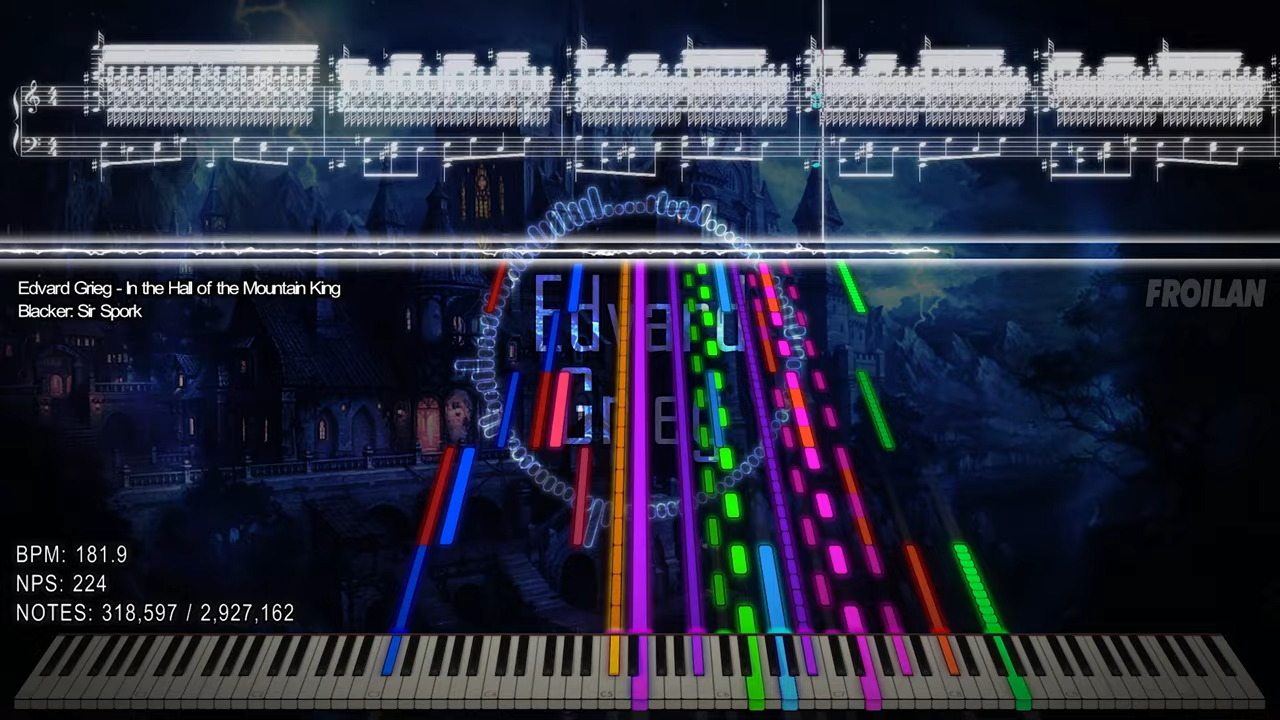 Edvard Grieg - In the Hall of the Mountain King
Blacker: Sir Spork
FROILAN
Edvard
Grieg
BPM: 181.9
NPS: 224
NOTES: 318,597 / 2,927,162
C5